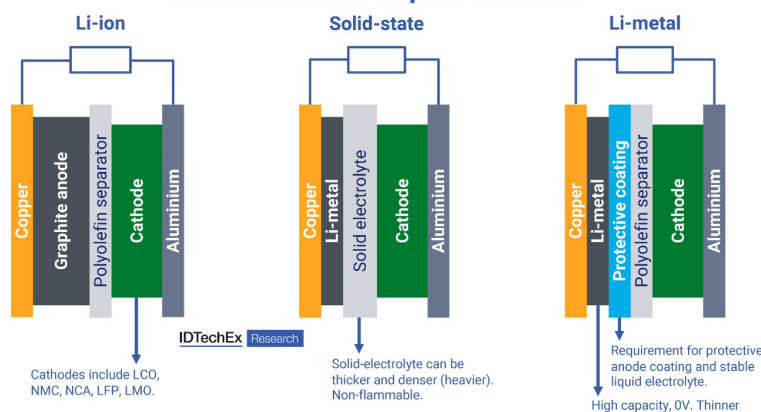 Li-ion
Copper
Graphite anode
Polyolefin separator
Cathode
Aluminium
Cathodes include LCO,
NMC, NCA, LFP, LMO.
Solid-state
Copper
Li-metal
Solid electrolyte
Cathode
Aluminium
Solid-electrolyte can be
thicker and denser (heavier).
Non-flammable.
Li-metal
Copper
Li-metal
Protective coating
Polyolefin separator
Cathode
Aluminium
Requirement for protective
anode coating and stable
liquid electrolyte.
High capacity, 0V. Thinner
IDTechEx Research